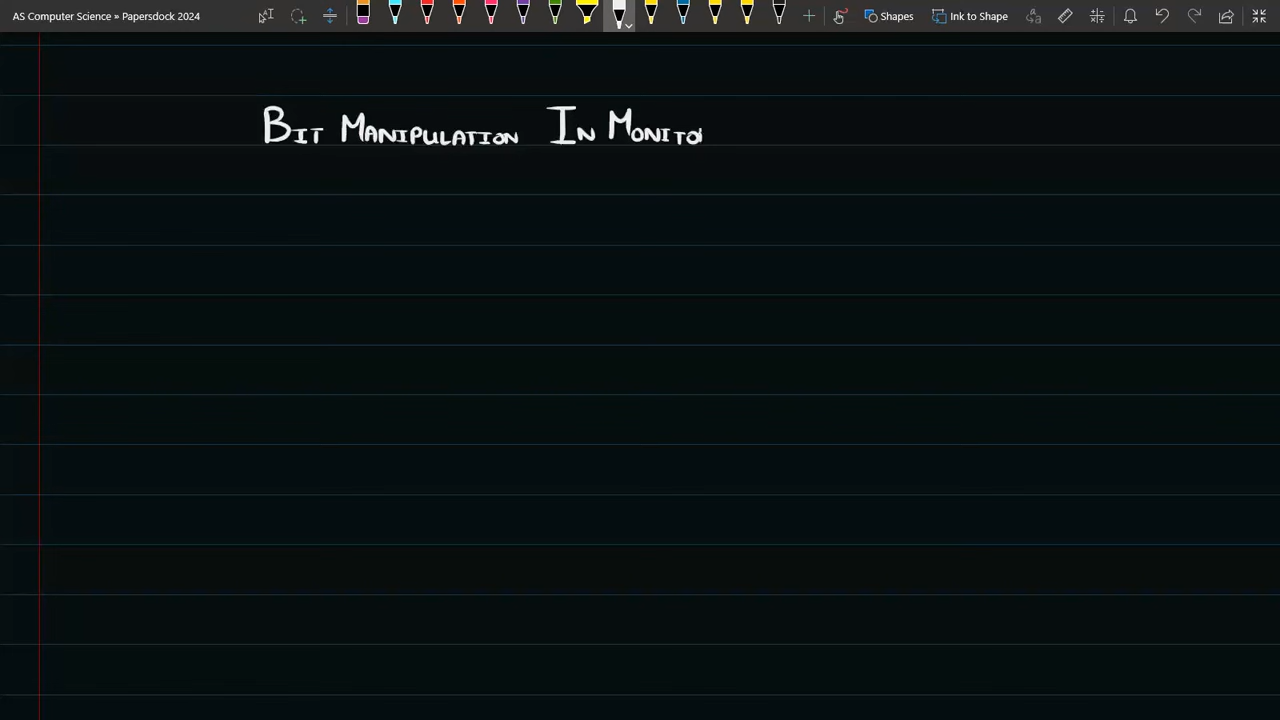 AS Computer Science » Papersdock 2024
Shapes
Ink to Shape
BIT MANIPULATION IN MONITO